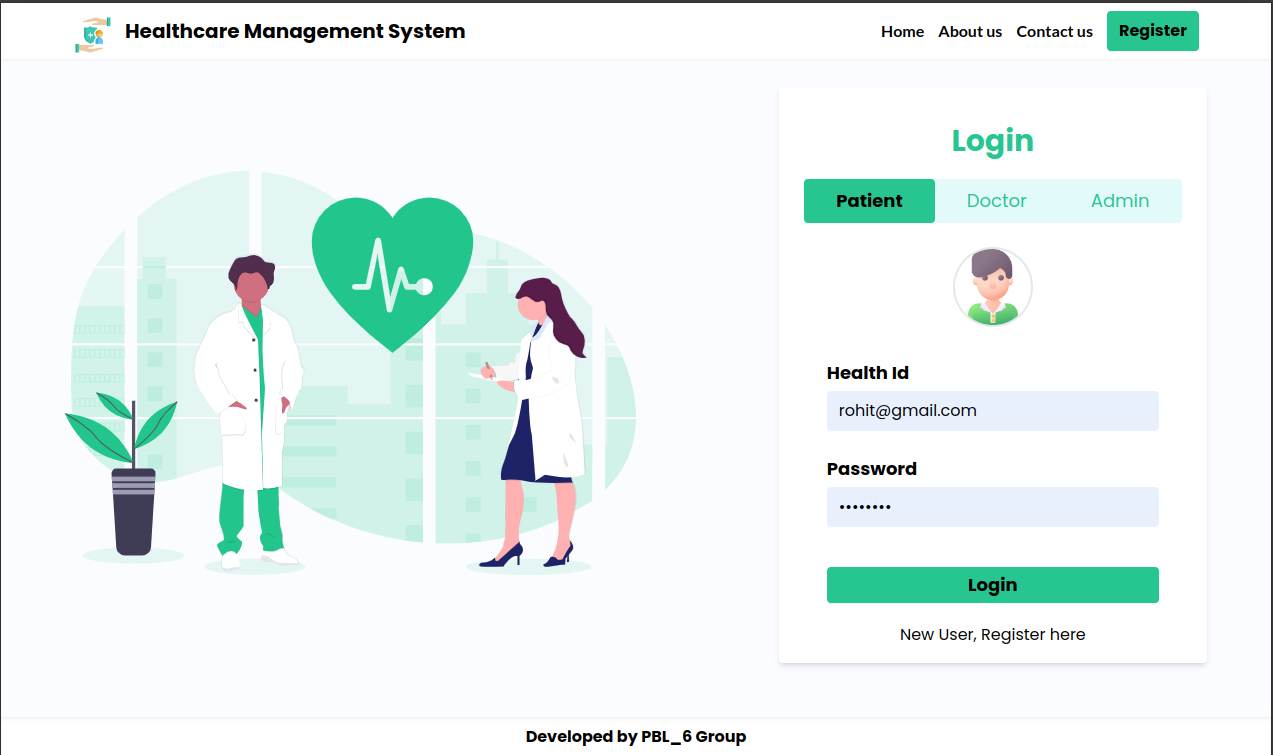 Healthcare Management System
Home About us Contact us Register
Login
Patient Doctor Admin
Health Id
rohit@gmail.com
Password
••••••••
Login
New User, Register here
Developed by PBL_6 Group